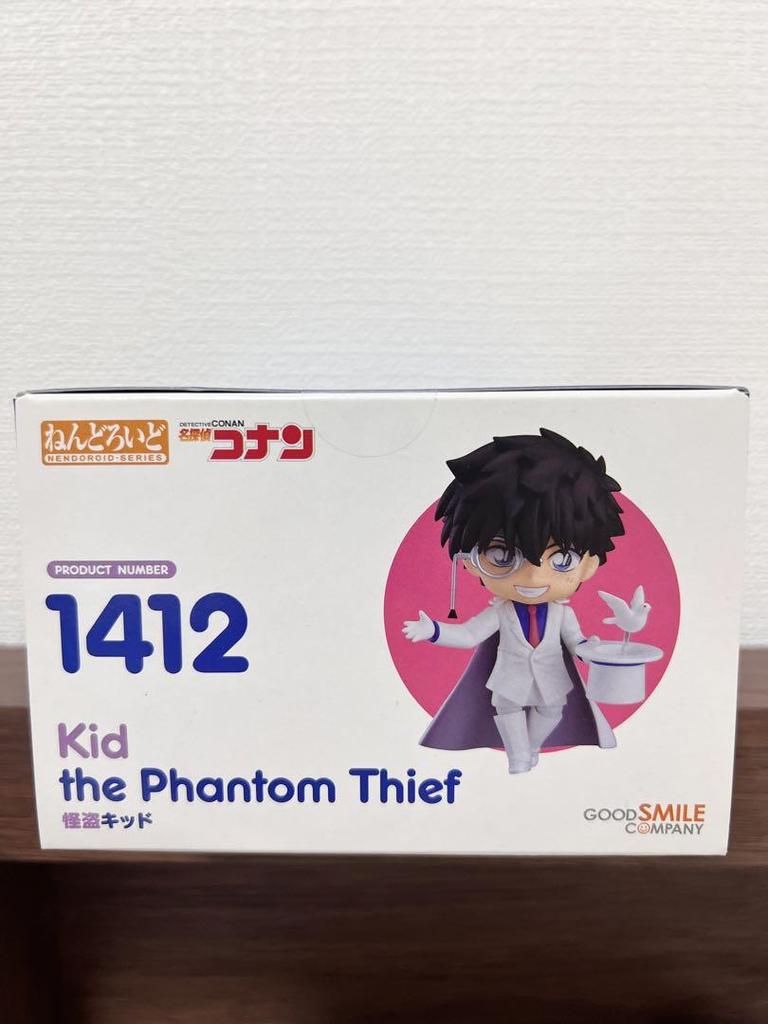 ねんどろいど
NENDOROID-SERIES
DETECTIVE CONAN
名探偵コナン
PRODUCT NUMBER
1412
Kid
the Phantom Thief
怪盗キッド
GOOD SMILE
COMPANY